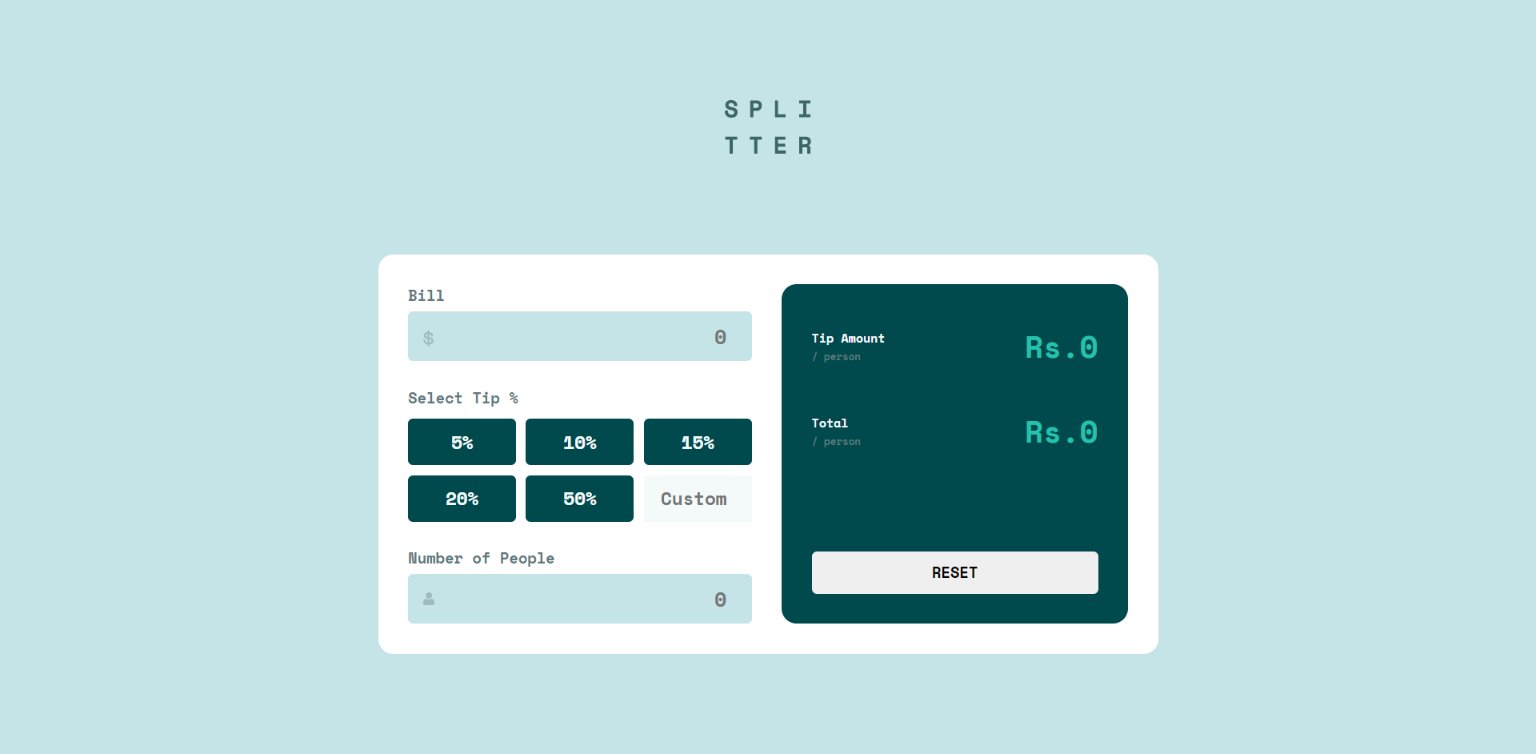 SPLI
TTER
Bill
$ 0
Select Tip %
5% 10% 15%
20% 50% Custom
Number of People
0
Tip Amount
/ person
Rs.0
Total
/ person
Rs.0
RESET